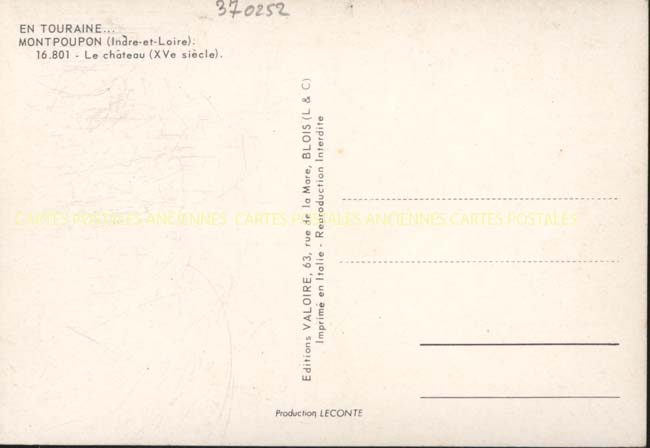 370252
EN TOURAINE...
MONTPOUPON (Indre-et-Loire).
16.801 - Le château (XVe siècle).
Editions VALOIRE, 63, rue de la Mare, BLOIS (L & C)
Imprimé en Italie - Reproduction Interdite
CARTES POSTALES ANCIENNES CARTES POSTALES ANCIENNES CARTES POSTALES
Production LECONTE